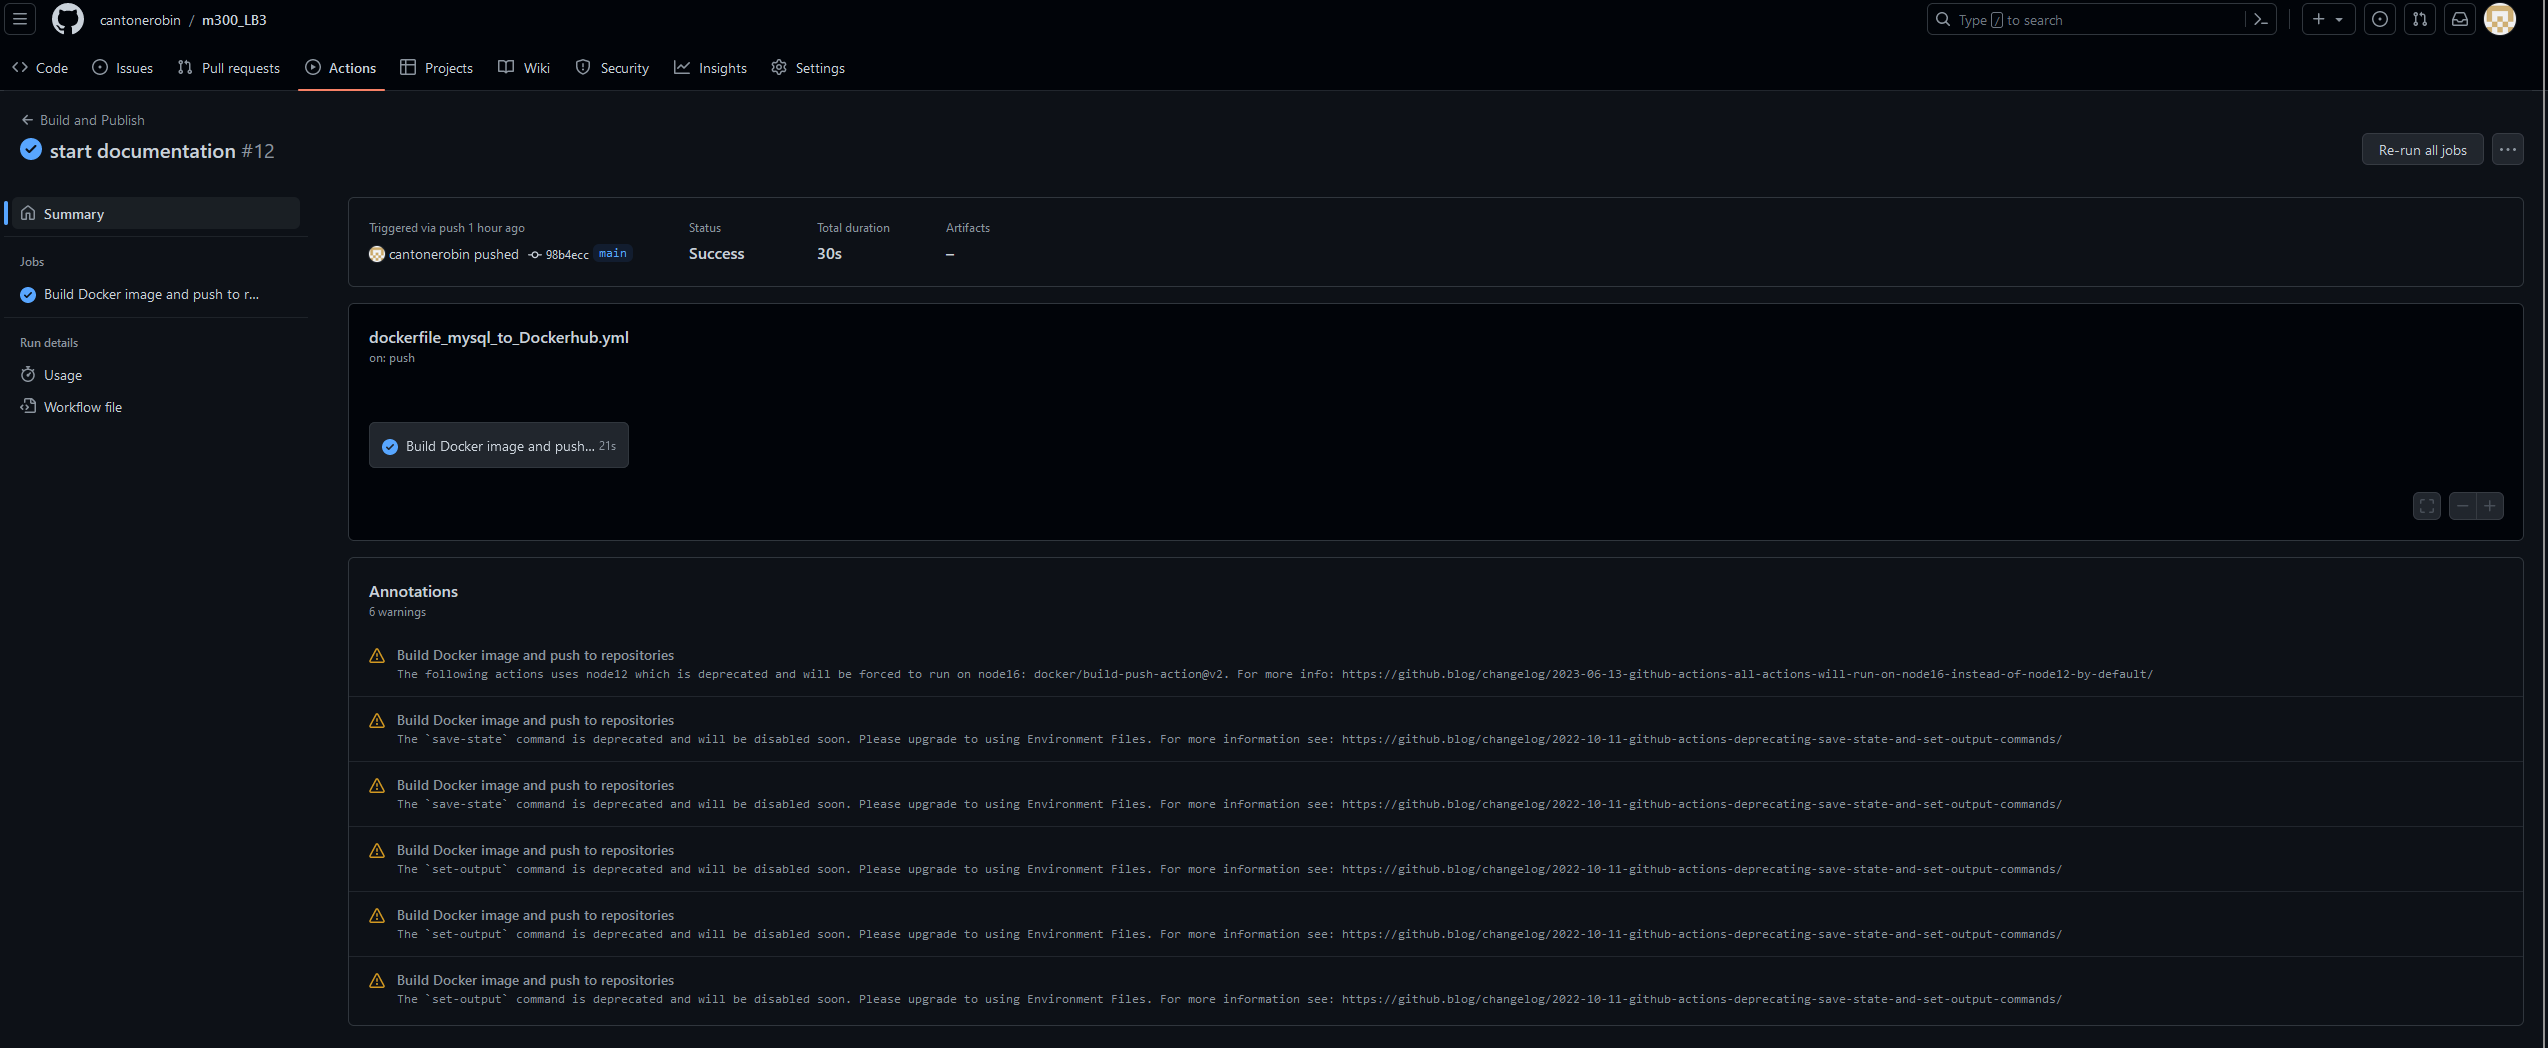 cantonerobin / m300_LB3
Type / to search
Code
Issues
Pull requests
Actions
Projects
Wiki
Security
Insights
Settings
Build and Publish
start documentation #12
Re-run all jobs
Summary
Jobs
Build Docker image and push to r...
Run details
Usage
Workflow file
Triggered via push 1 hour ago
cantonerobin pushed 98b4ecc main
Status
Success
Total duration
30s
Artifacts
–
dockerfile_mysql_to_Dockerhub.yml
on: push
Build Docker image and push... 21s
Annotations
6 warnings
Build Docker image and push to repositories
The following actions uses node12 which is deprecated and will be forced to run on node16: docker/build-push-action@v2. For more info: https://github.blog/changelog/2023-06-13-github-actions-all-actions-will-run-on-node16-instead-of-node12-by-default/
Build Docker image and push to repositories
The `save-state` command is deprecated and will be disabled soon. Please upgrade to using Environment Files. For more information see: https://github.blog/changelog/2022-10-11-github-actions-deprecating-save-state-and-set-output-commands/
Build Docker image and push to repositories
The `save-state` command is deprecated and will be disabled soon. Please upgrade to using Environment Files. For more information see: https://github.blog/changelog/2022-10-11-github-actions-deprecating-save-state-and-set-output-commands/
Build Docker image and push to repositories
The `set-output` command is deprecated and will be disabled soon. Please upgrade to using Environment Files. For more information see: https://github.blog/changelog/2022-10-11-github-actions-deprecating-save-state-and-set-output-commands/
Build Docker image and push to repositories
The `set-output` command is deprecated and will be disabled soon. Please upgrade to using Environment Files. For more information see: https://github.blog/changelog/2022-10-11-github-actions-deprecating-save-state-and-set-output-commands/
Build Docker image and push to repositories
The `set-output` command is deprecated and will be disabled soon. Please upgrade to using Environment Files. For more information see: https://github.blog/changelog/2022-10-11-github-actions-deprecating-save-state-and-set-output-commands/